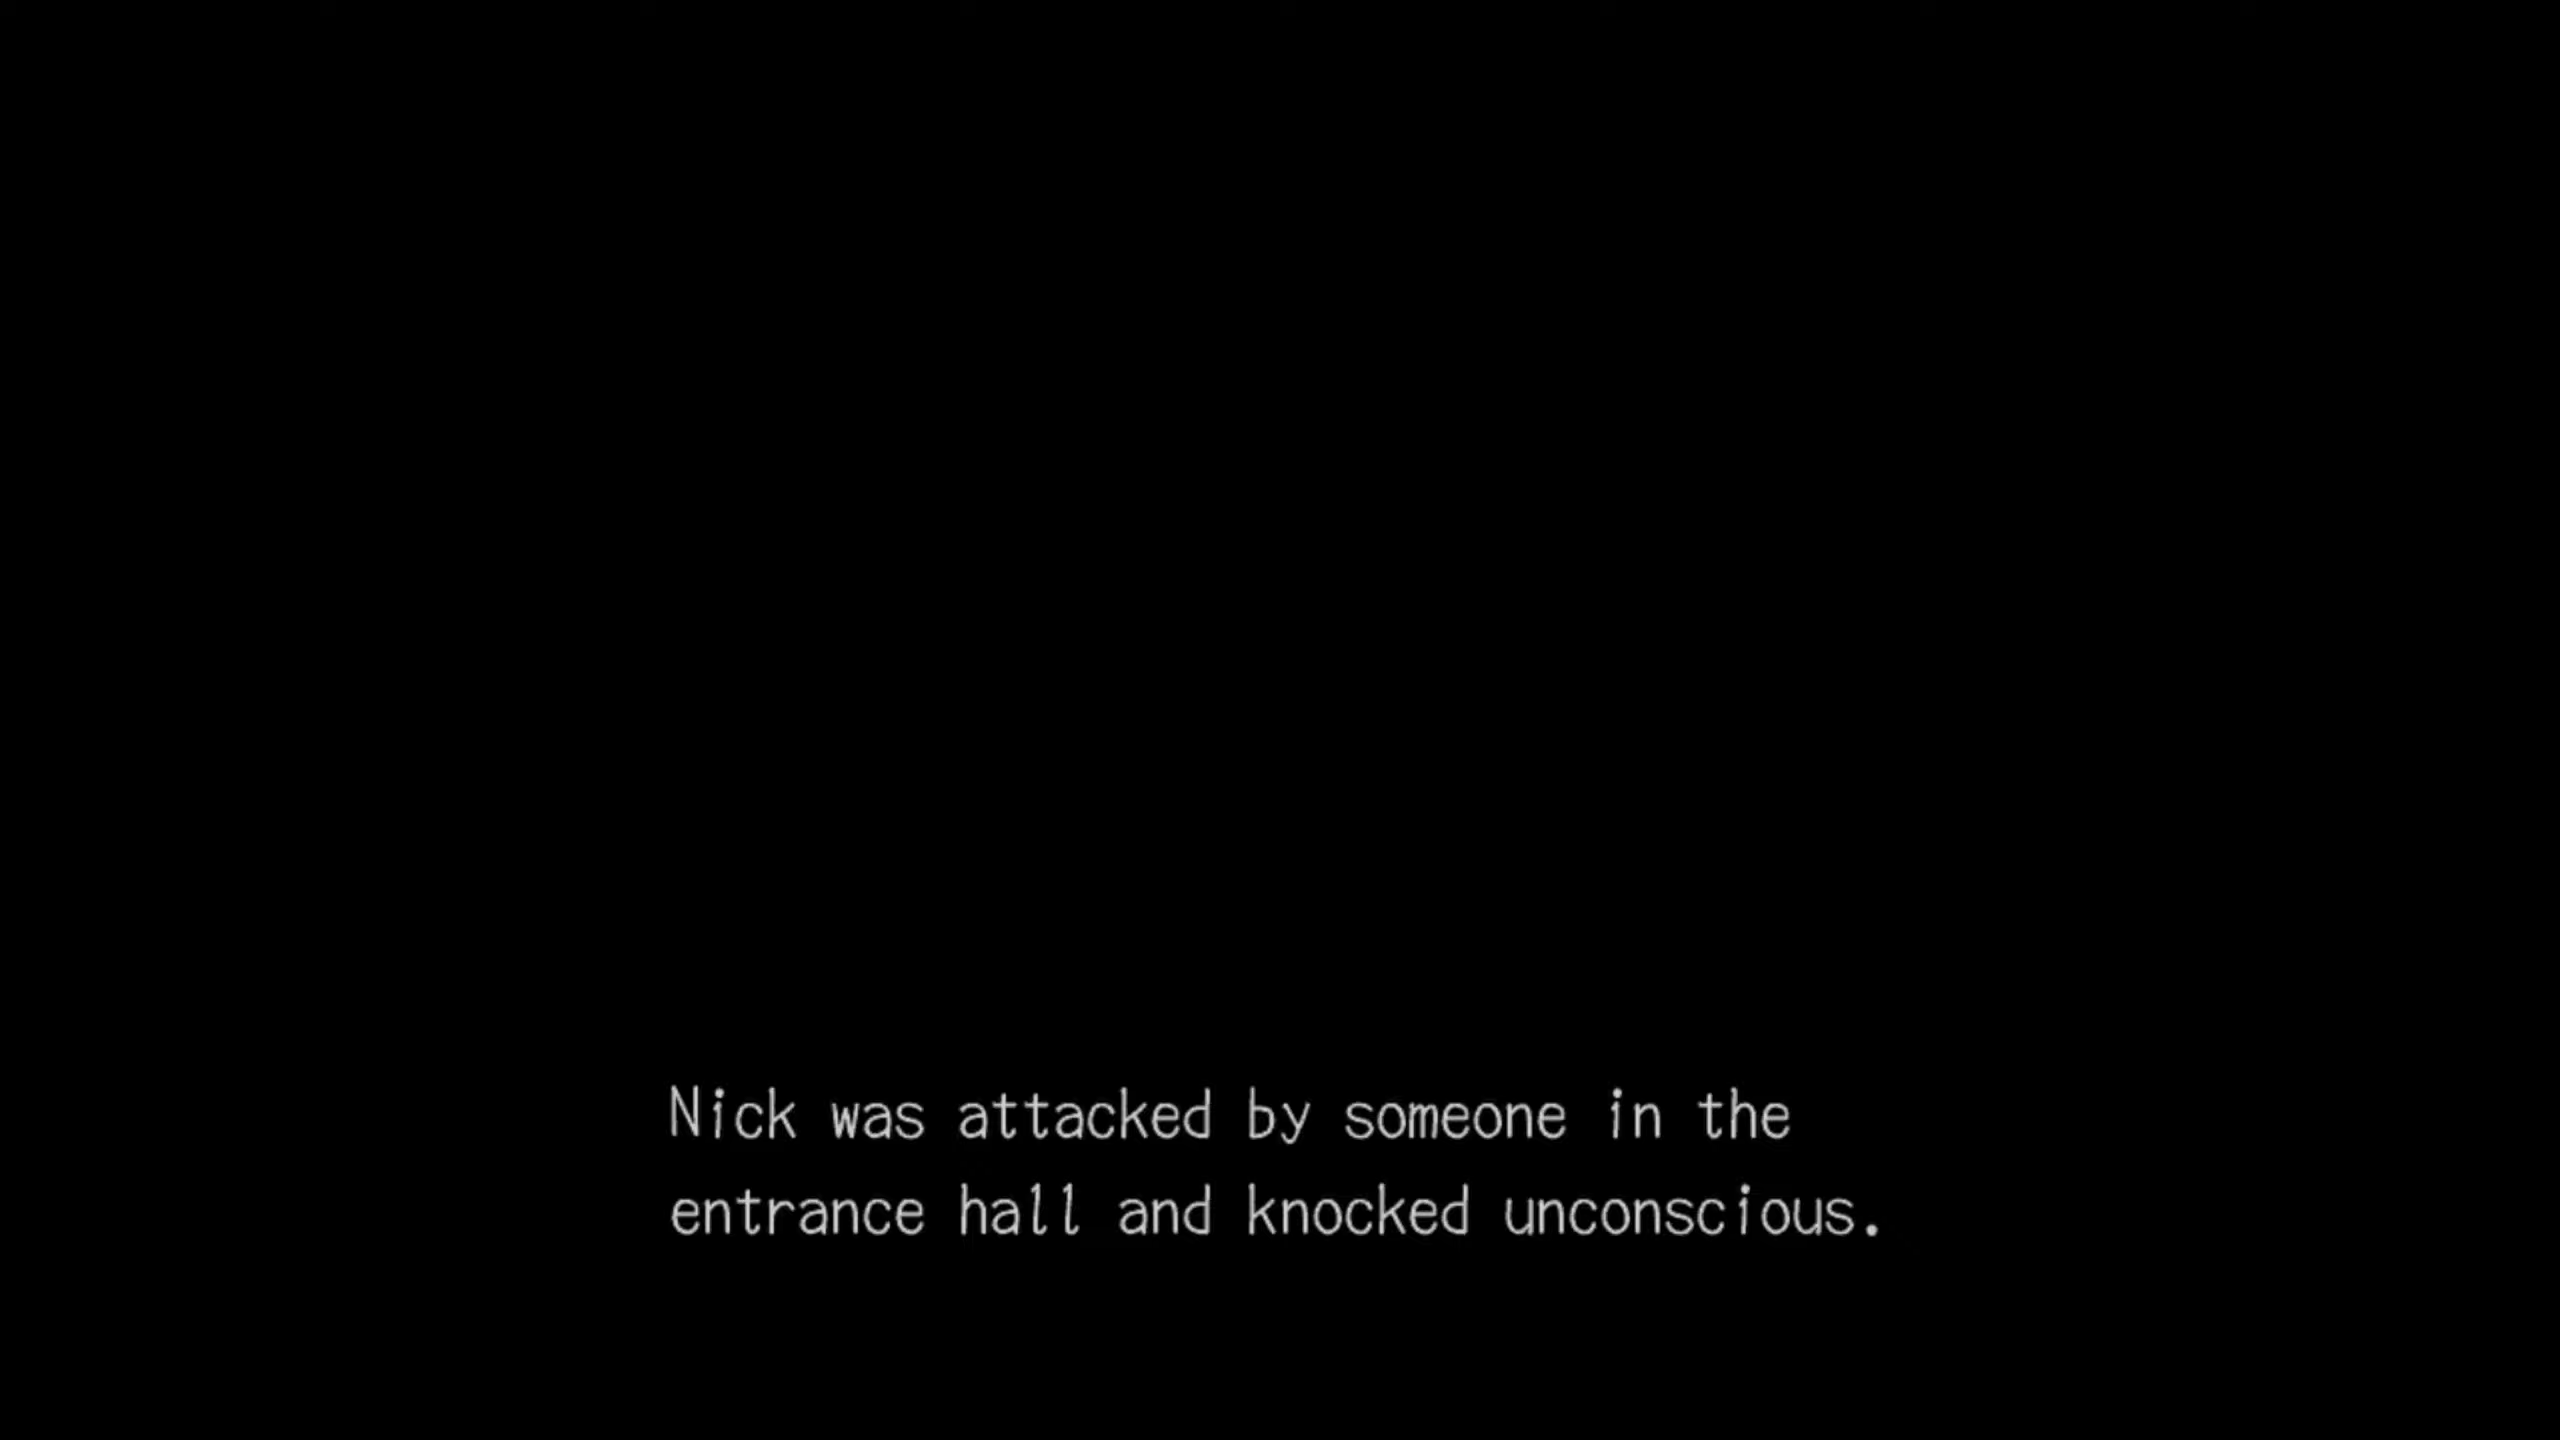 Nick was attacked by someone in the
entrance hall and knocked unconscious.